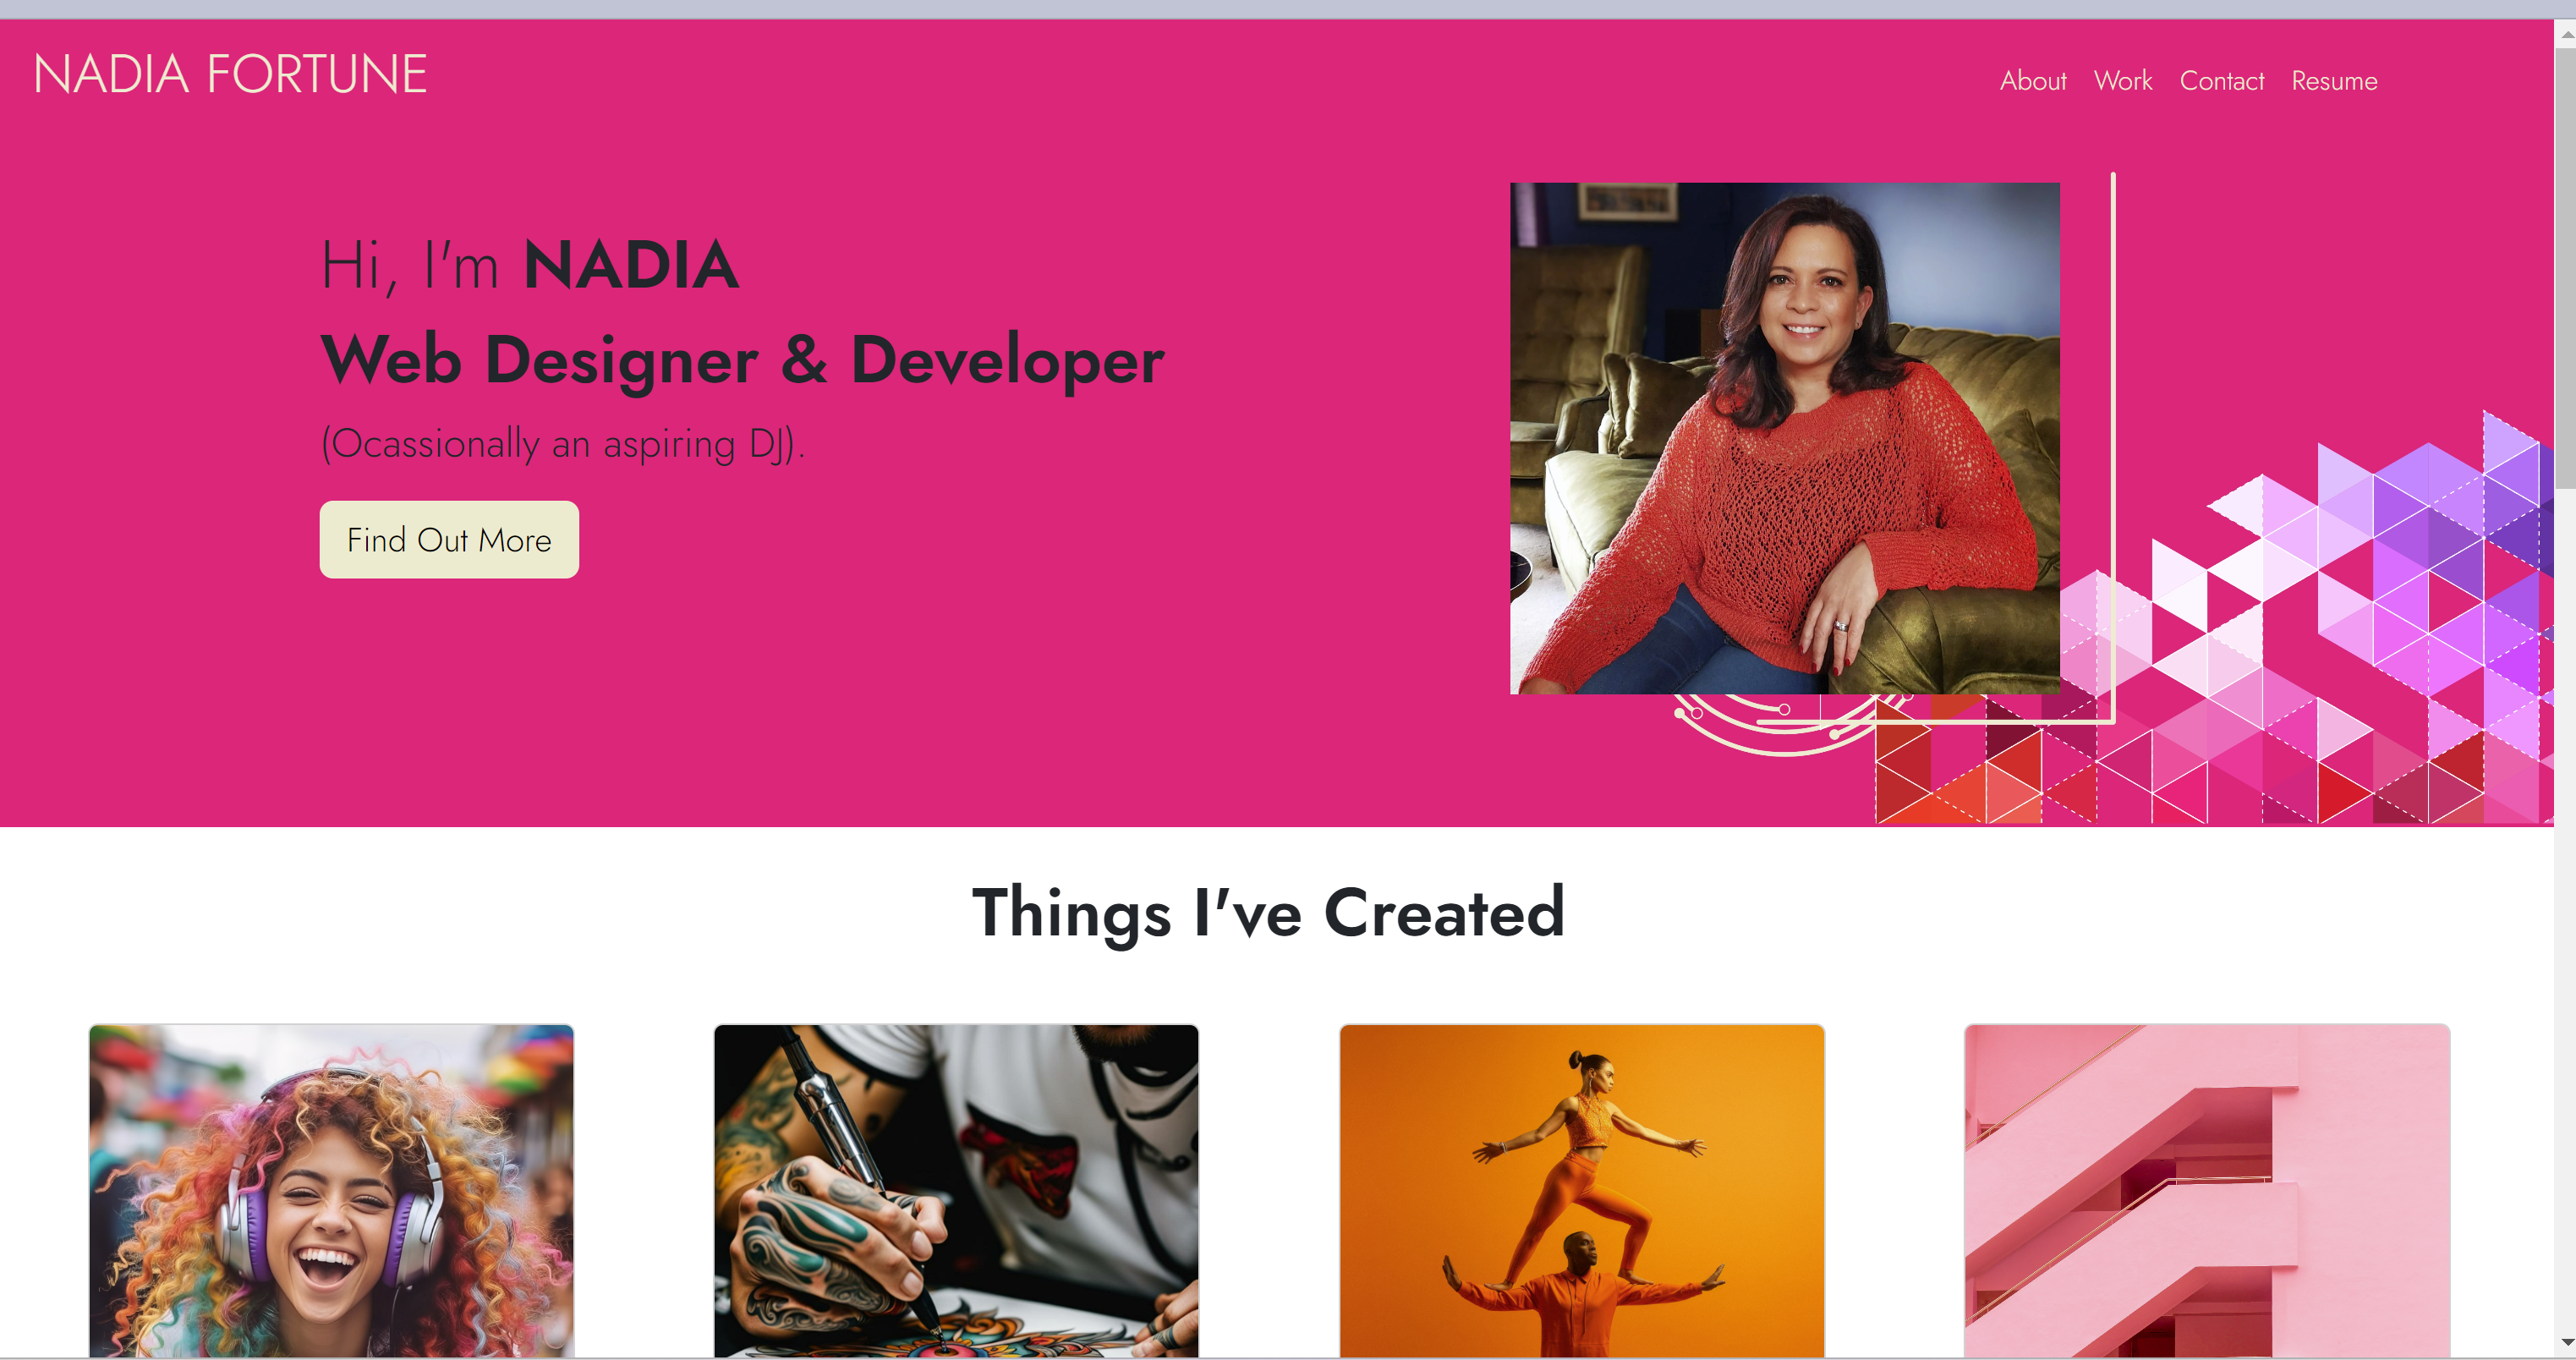 NADIA FORTUNE
About Work Contact Resume
Hi, I'm NADIA
Web Designer & Developer
(Ocassionally an aspiring DJ).
Find Out More
Things I've Created